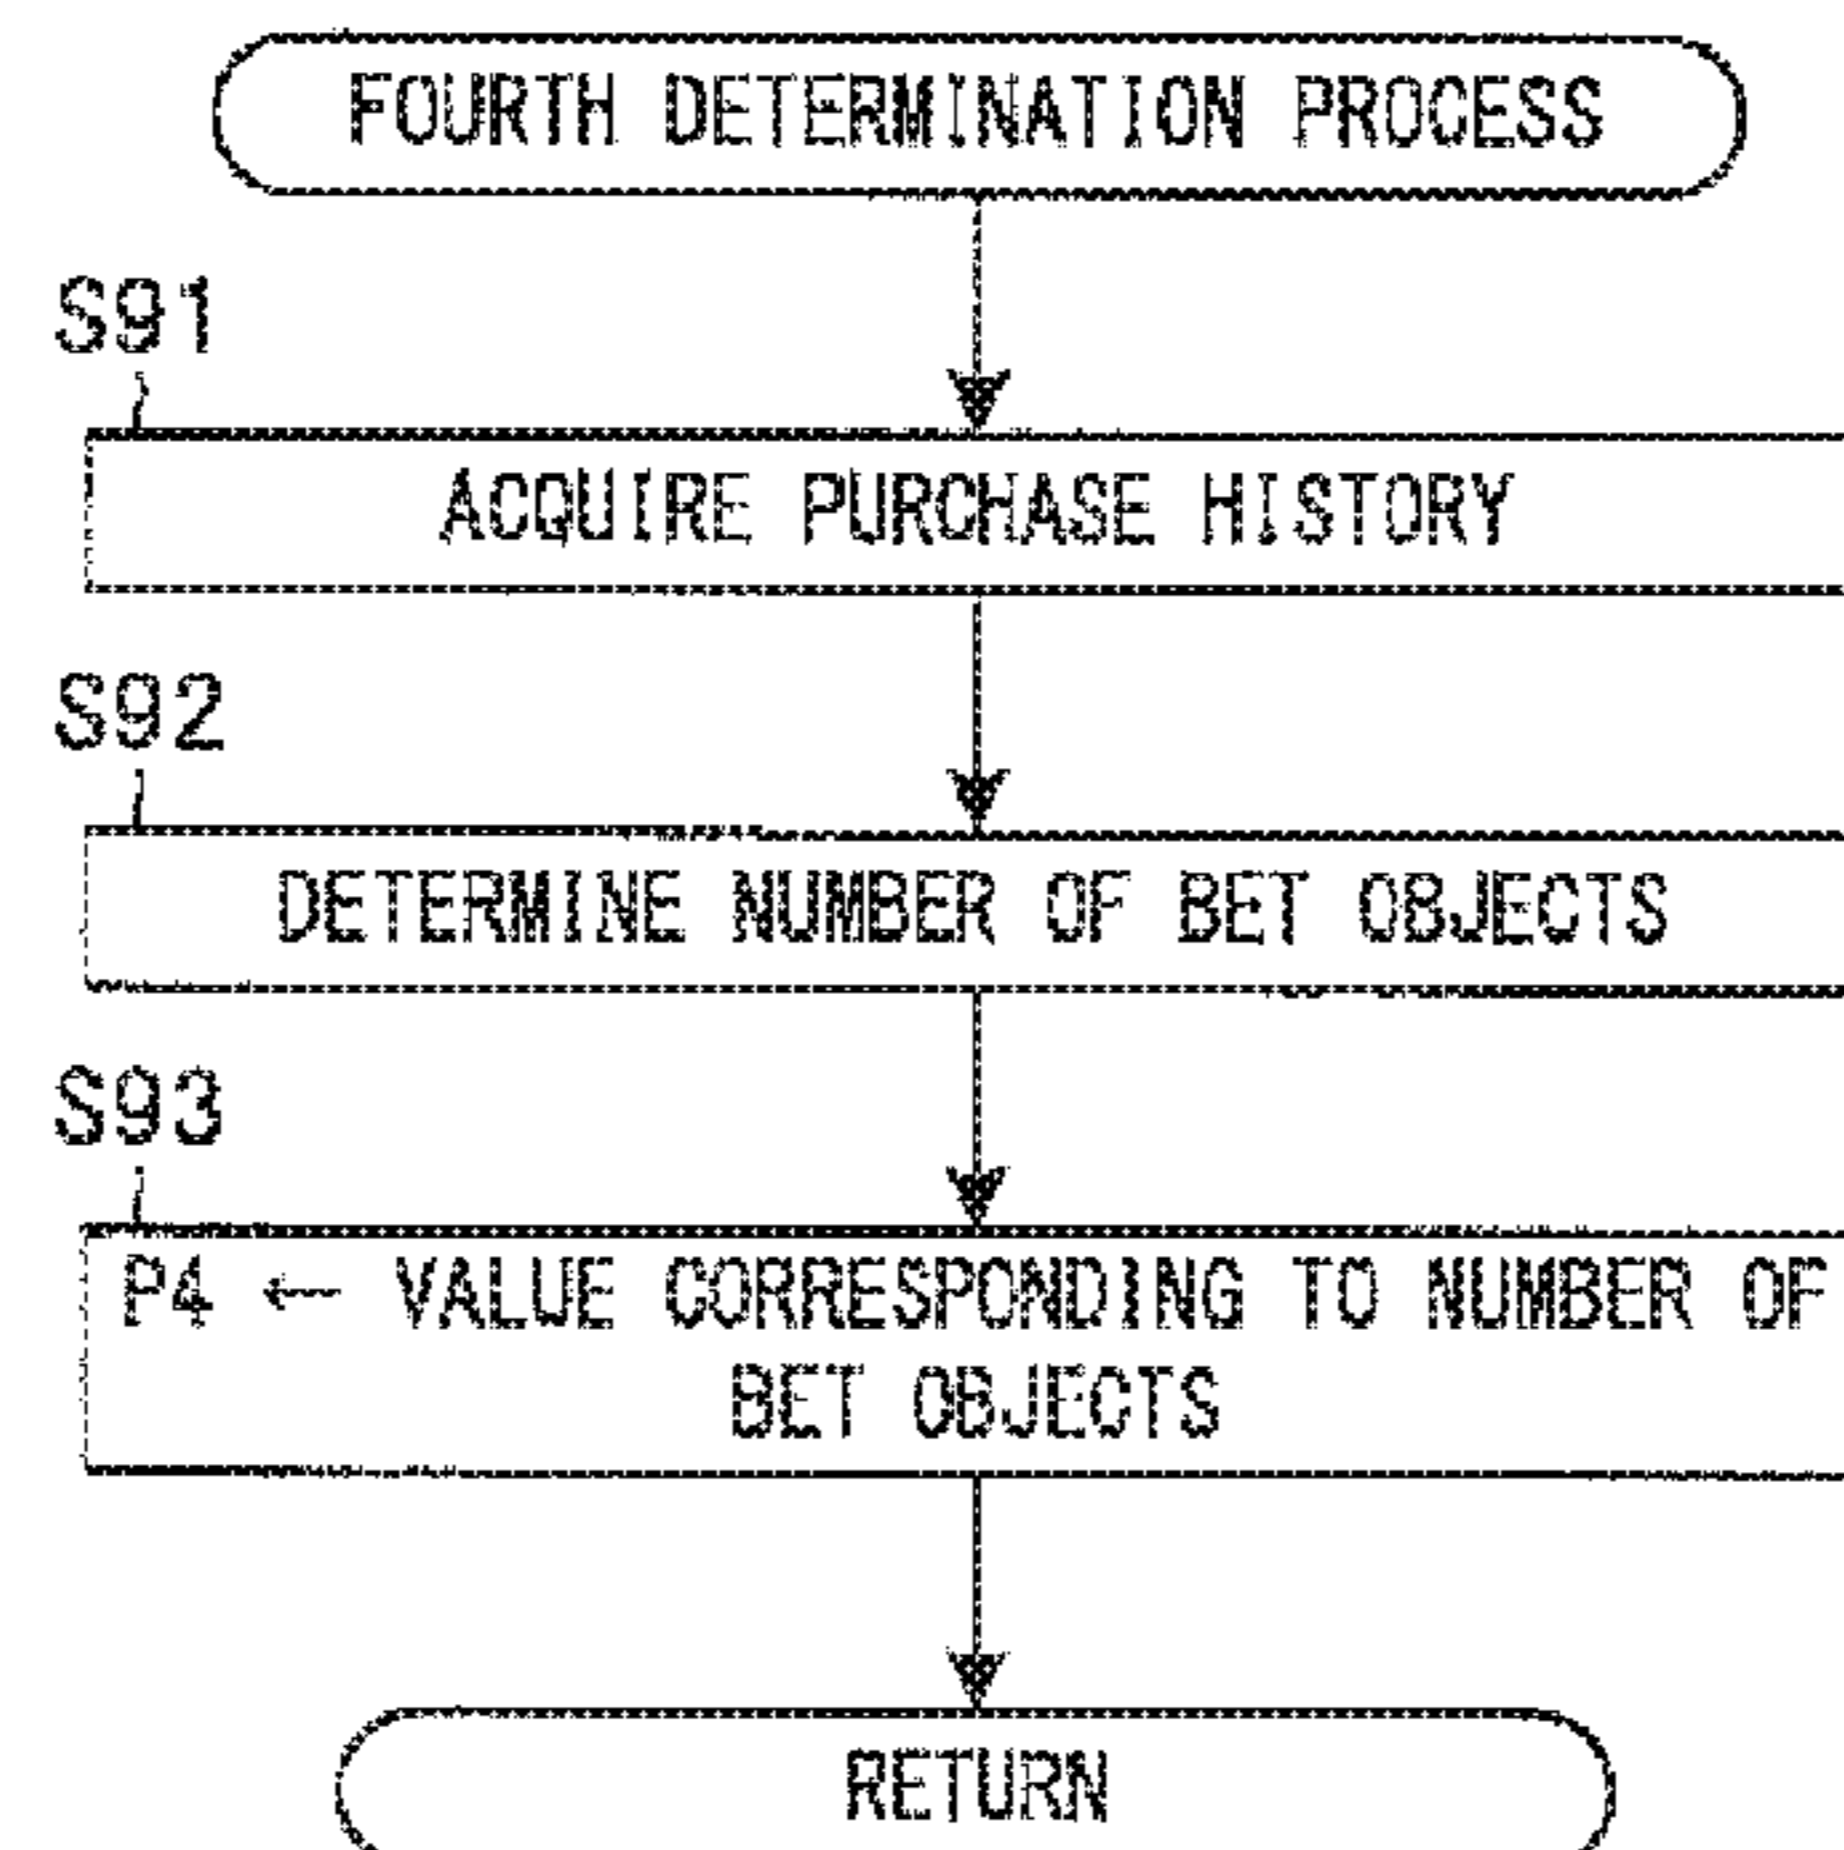 FOURTH DETERMINATION PROCESS
S91
ACQUIRE PURCHASE HISTORY
S92
DETERMINE NUMBER OF BET OBJECTS
S93
P4 ← VALUE CORRESPONDING TO NUMBER OF
BET OBJECTS
RETURN